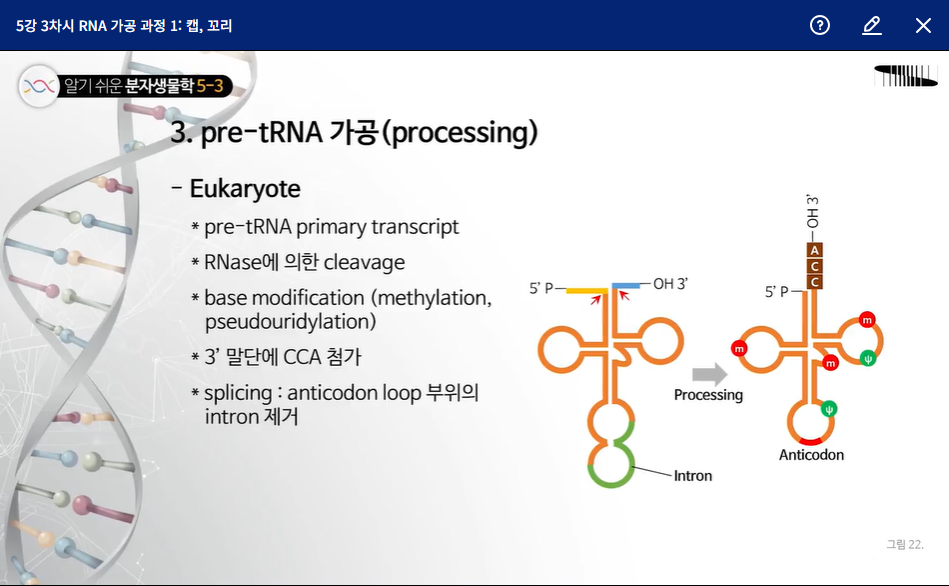 5강 3차시 RNA 가공 과정 1: 캡, 꼬리
알기 쉬운 분자생물학 5-3
3. pre-tRNA 가공(processing)
- Eukaryote
* pre-tRNA primary transcript
* RNase에 의한 cleavage
* base modification (methylation,
pseudouridylation)
* 3’ 말단에 CCA 첨가
* splicing : anticodon loop 부위의
intron 제거
5’ P
OH 3’
Intron
Processing
OH 3’
A
C
C
5’ P
m
m
ψ
m
ψ
Anticodon
그림 22.